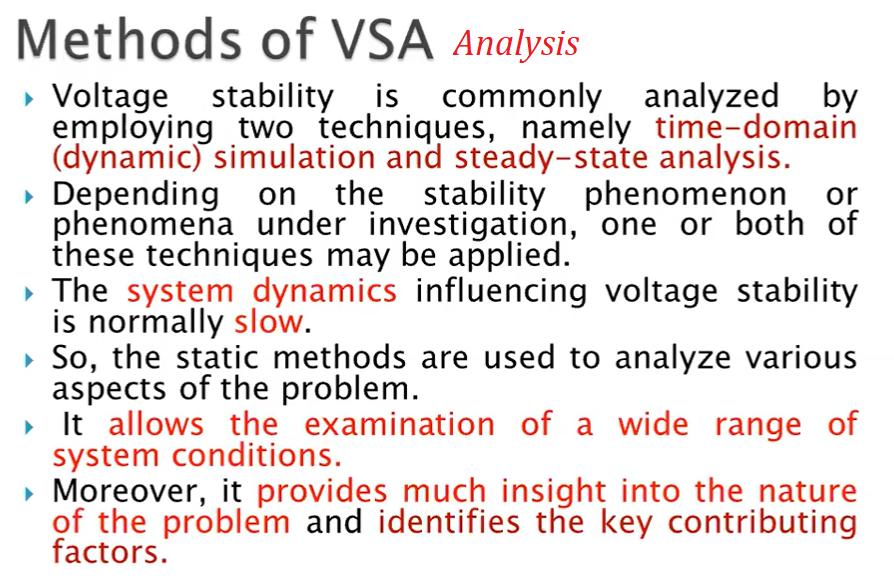 Methods of VSA Analysis
Voltage stability is commonly analyzed by
employing two techniques, namely time-domain
(dynamic) simulation and steady-state analysis.
Depending on the stability phenomenon or
phenomena under investigation, one or both of
these techniques may be applied.
The system dynamics influencing voltage stability
is normally slow.
So, the static methods are used to analyze various
aspects of the problem.
It allows the examination of a wide range of
system conditions.
Moreover, it provides much insight into the nature
of the problem and identifies the key contributing
factors.